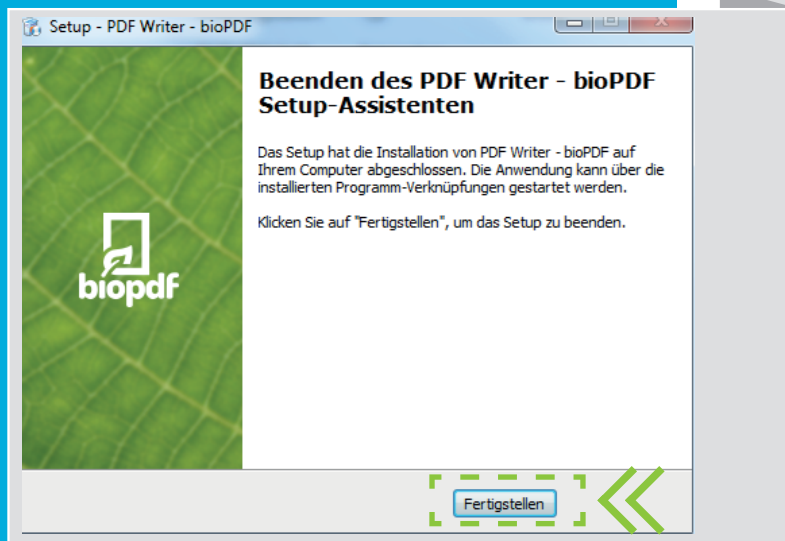 Setup - PDF Writer - bioPDF
Beenden des PDF Writer - bioPDF
Setup-Assistenten
Das Setup hat die Installation von PDF Writer - bioPDF auf
Ihrem Computer abgeschlossen. Die Anwendung kann über die
installierten Programm-Verknüpfungen gestartet werden.
Klicken Sie auf "Fertigstellen", um das Setup zu beenden.
biopdf
Fertigstellen